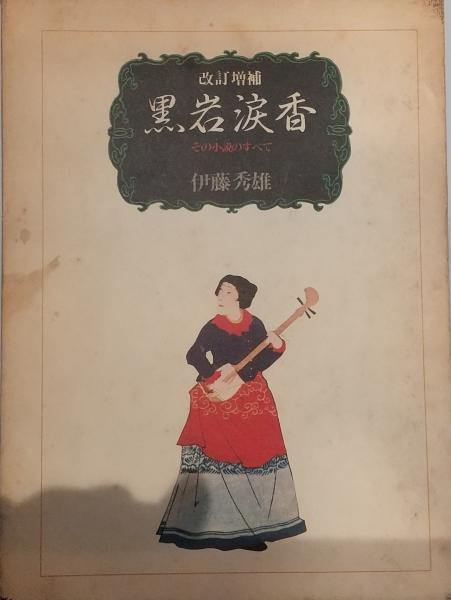 改訂増補
黒岩涙香
その小説のすべて
伊藤秀雄